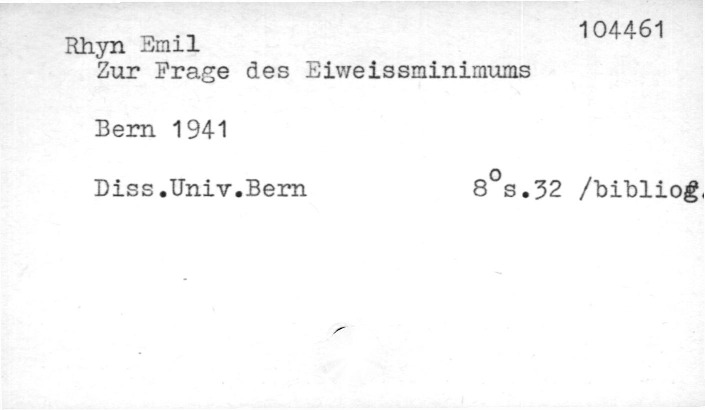 104461
Rhyn Emil
Zur Frage des Eiweissminimums
Bern 1941
Diss.Univ.Bern 8°s.32 /bibliog.